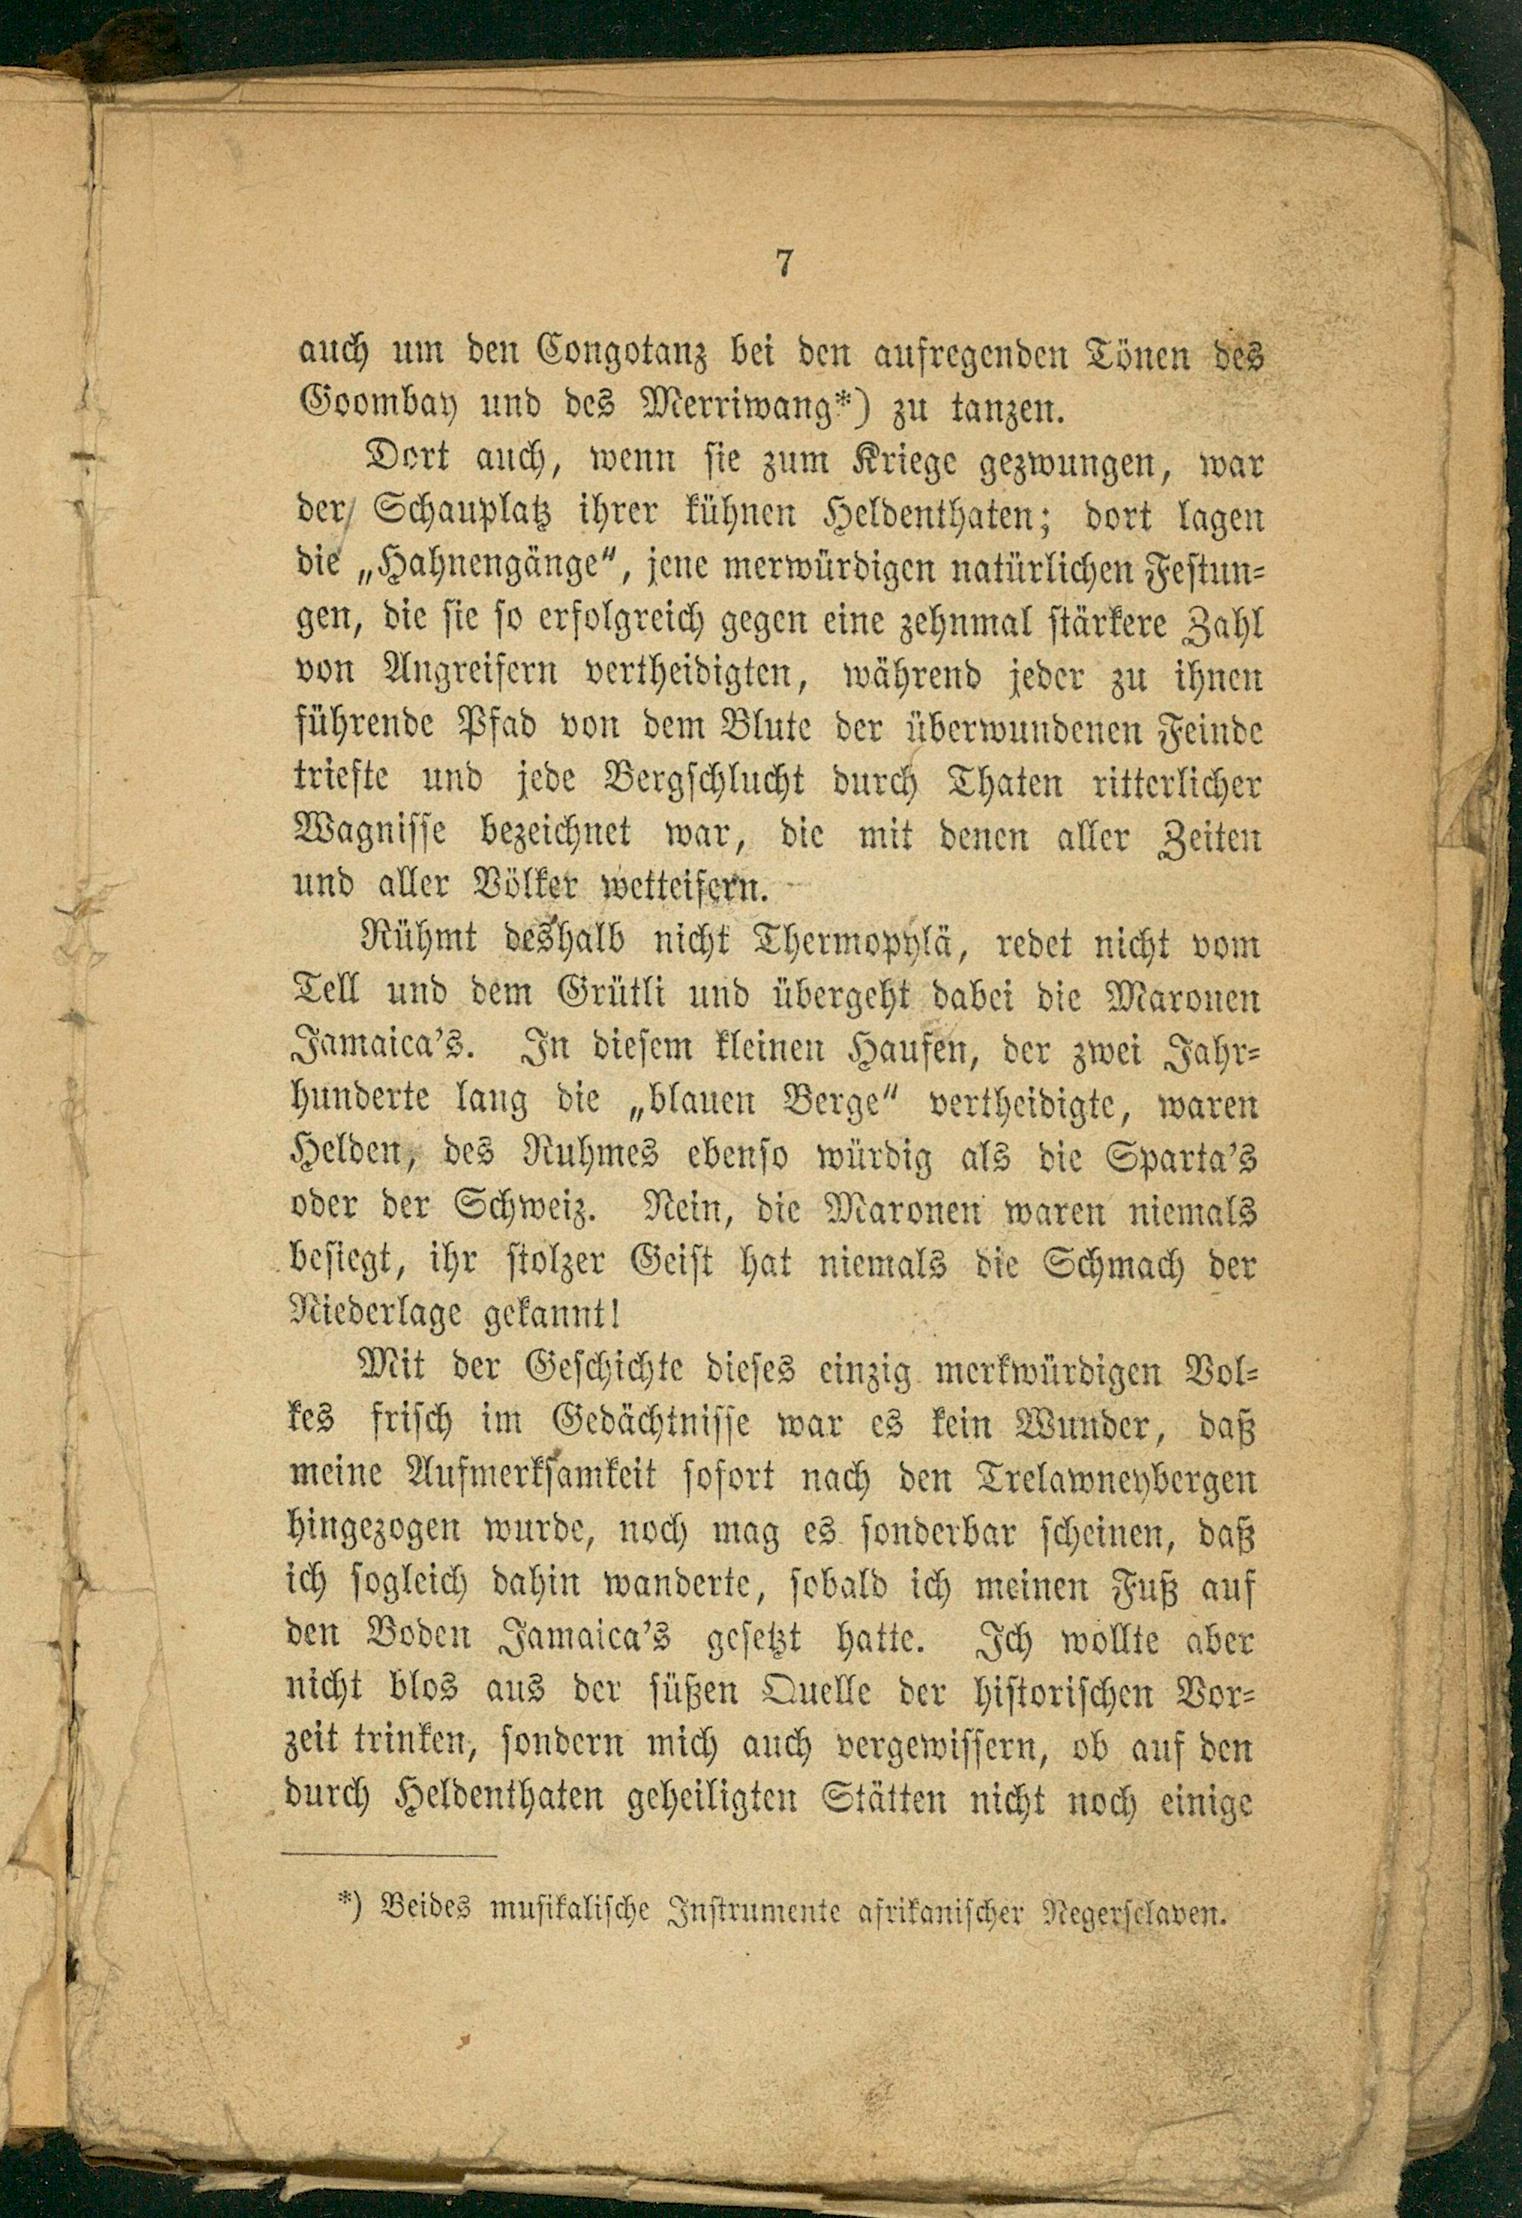 7
auch um den Congotanz bei den aufregenden Tönen des
Goombay und des Merriwang*) zu tanzen.
Dort auch, wenn sie zum Kriege gezwungen, war
der Schauplatz ihrer kühnen Heldenthaten; dort lagen
die „Hahnengänge“, jene merwürdigen natürlichen Festun-
gen, die sie so erfolgreich gegen eine zehnmal stärkere Zahl
von Angreifern vertheidigten, während jeder zu ihnen
führende Pfad von dem Blute der überwundenen Feinde
triefte und jede Bergschlucht durch Thaten ritterlicher
Wagnisse bezeichnet war, die mit denen aller Zeiten
und aller Völker wetteifern.
Rühmt deshalb nicht Thermopylä, redet nicht vom
Tell und dem Grütli und übergeht dabei die Maronen
Jamaica's. In diesem kleinen Haufen, der zwei Jahr-
hunderte lang die „blauen Berge“ vertheidigte, waren
Helden, des Ruhmes ebenso würdig als die Sparta's
oder der Schweiz. Nein, die Maronen waren niemals
besiegt, ihr stolzer Geist hat niemals die Schmach der
Niederlage gekannt!
Mit der Geschichte dieses einzig merkwürdigen Vol-
kes frisch im Gedächtnisse war es kein Wunder, daß
meine Aufmerksamkeit sofort nach den Trelawneybergen
hingezogen wurde, noch mag es sonderbar scheinen, daß
ich sogleich dahin wanderte, sobald ich meinen Fuß auf
den Boden Jamaica's gesetzt hatte. Ich wollte aber
nicht blos aus der süßen Quelle der historischen Vor-
zeit trinken, sondern mich auch vergewissern, ob auf den
durch Heldenthaten geheiligten Stätten nicht noch einige
*) Beides musikalische Instrumente afrikanischer Negersclaven.